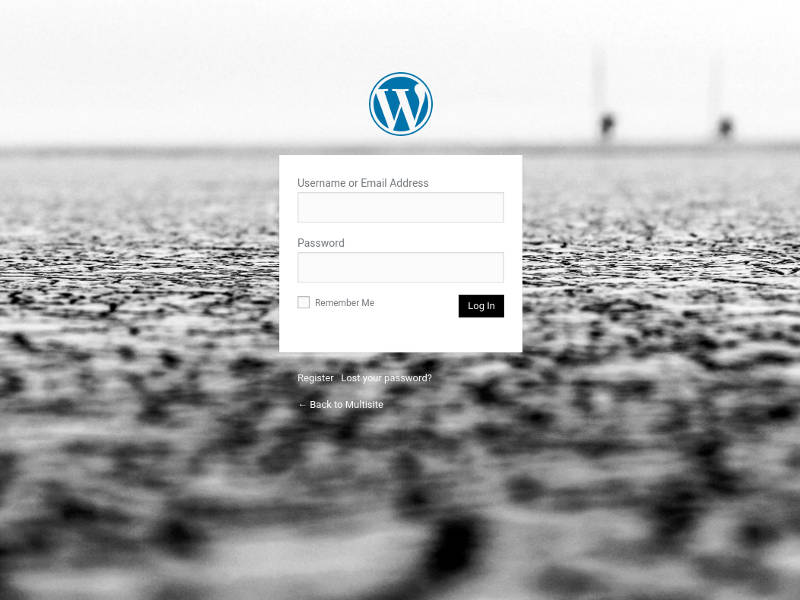 Username or Email Address
Password
Remember Me
Log In
Register Lost your password?
← Back to Multisite